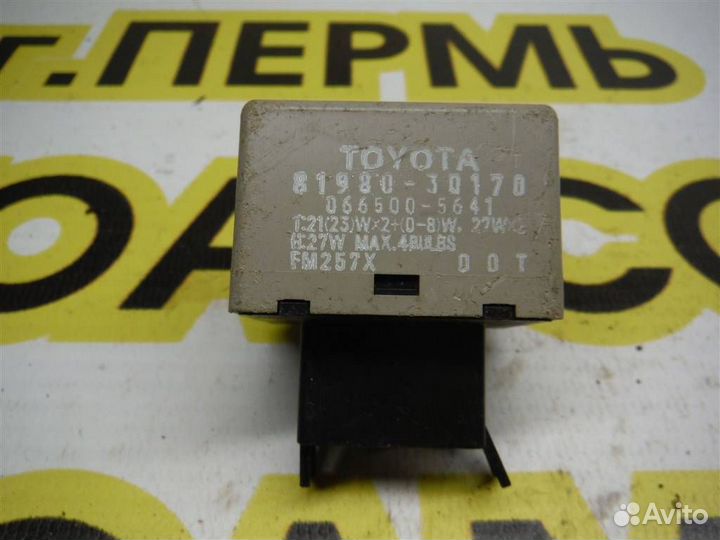 г.ПЕРМЬ
TOYOTA
81980-30170
066500-5641
T:21(23)W×2+(0-8)W, 27W×2
H:27W MAX.4BULBS
FM257X DOT
Avito